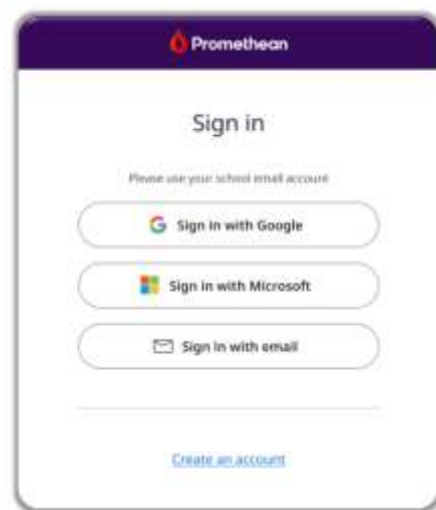 Promethean
Sign in
Please use your school email account
Sign in with Google
Sign in with Microsoft
Sign in with email
Create an account